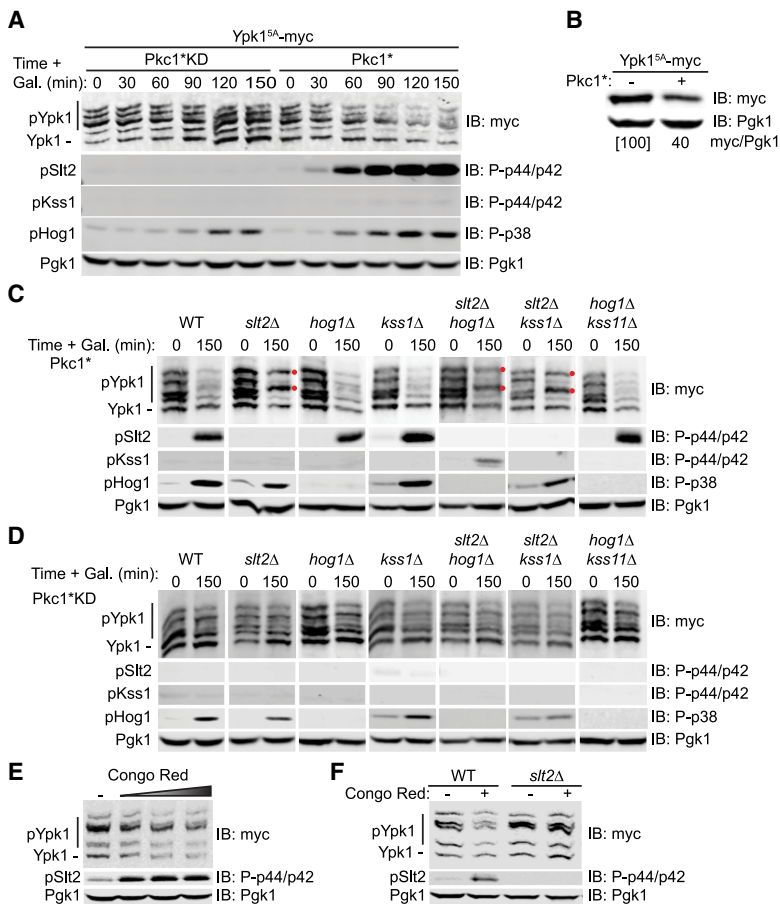 A
Ypk1⁵ᴬ-myc
Time + Pkc1*KD Pkc1*
Gal. (min): 0 30 60 90 120 150 0 30 60 90 120 150
pYpk1 IB: myc
Ypk1 -
pSlt2 IB: P-p44/p42
pKss1 IB: P-p44/p42
pHog1 IB: P-p38
Pgk1 IB: Pgk1
B
Ypk1⁵ᴬ-myc
Pkc1*: - +
IB: myc
IB: Pgk1
[100] 40 myc/Pgk1
C
WT slt2Δ hog1Δ kss1Δ slt2Δ hog1Δ slt2Δ kss1Δ hog1Δ kss11Δ
Time + Gal. (min): 0 150 0 150 0 150 0 150 0 150 0 150 0 150
Pkc1*
pYpk1 IB: myc
Ypk1 -
pSlt2 IB: P-p44/p42
pKss1 IB: P-p44/p42
pHog1 IB: P-p38
Pgk1 IB: Pgk1
D
WT slt2Δ hog1Δ kss1Δ slt2Δ hog1Δ slt2Δ kss1Δ hog1Δ kss11Δ
Time + Gal. (min): 0 150 0 150 0 150 0 150 0 150 0 150 0 150
Pkc1*KD
pYpk1 IB: myc
Ypk1 -
pSlt2 IB: P-p44/p42
pKss1 IB: P-p44/p42
pHog1 IB: P-p38
Pgk1 IB: Pgk1
E
Congo Red
-
pYpk1 IB: myc
Ypk1 -
pSlt2 IB: P-p44/p42
Pgk1 IB: Pgk1
F
WT slt2Δ
Congo Red: - + - +
pYpk1 IB: myc
Ypk1 -
pSlt2 IB: P-p44/p42
Pgk1 IB: Pgk1